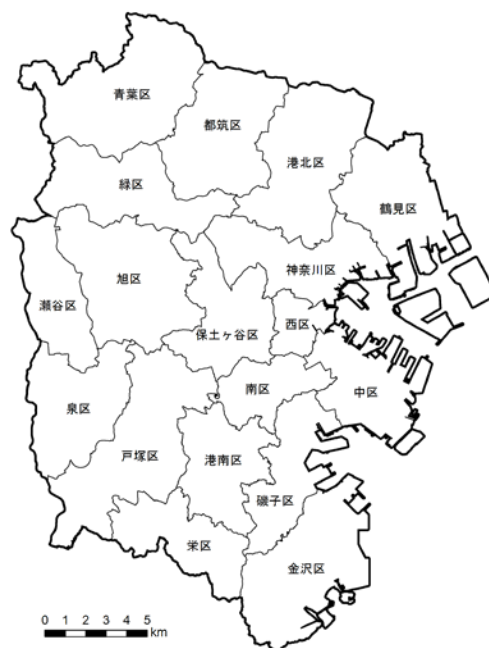 青葉区
都筑区
港北区
緑区
鶴見区
神奈川区
旭区
瀬谷区
西区
保土ヶ谷区
南区
中区
泉区
戸塚区
港南区
磯子区
栄区
金沢区
0 1 2 3 4 5
km